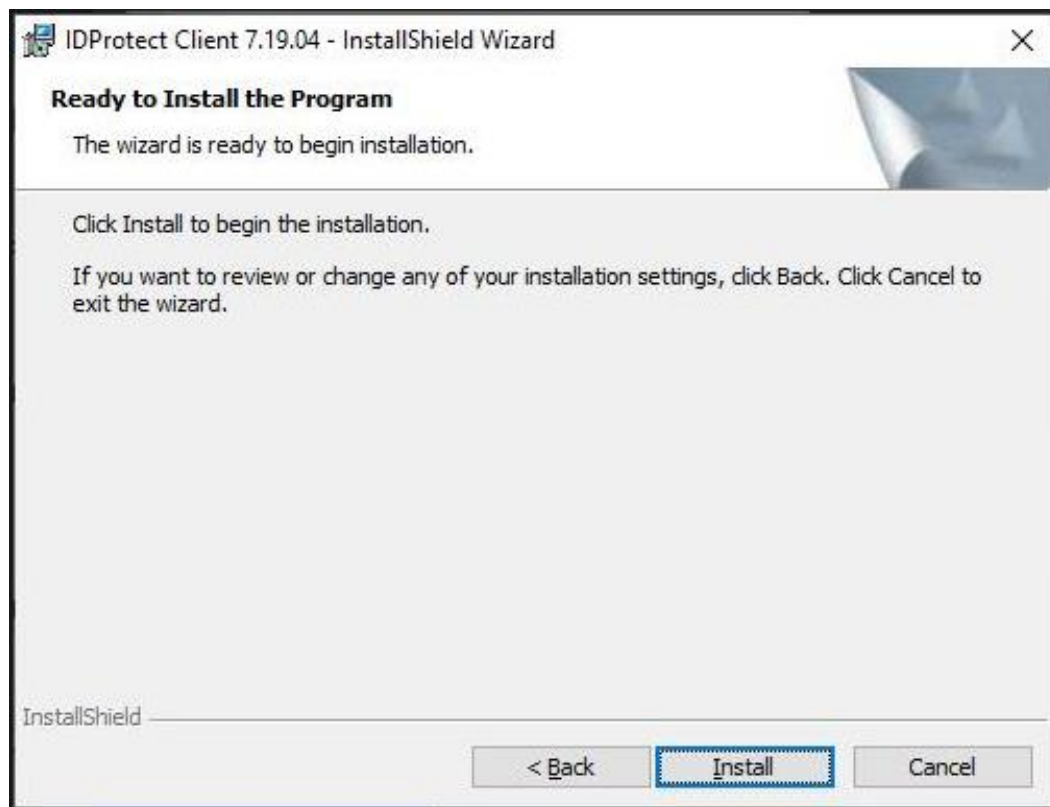 IDProtect Client 7.19.04 - InstallShield Wizard
Ready to Install the Program
The wizard is ready to begin installation.
Click Install to begin the installation.
If you want to review or change any of your installation settings, click Back. Click Cancel to
exit the wizard.
InstallShield
< Back
Install
Cancel